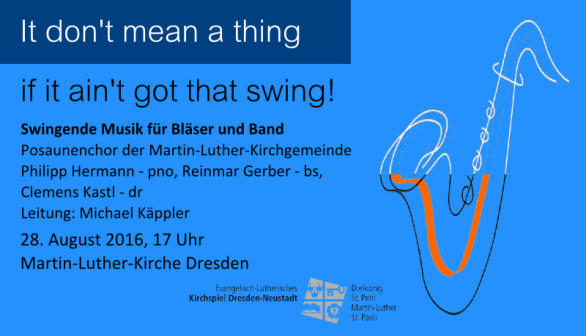 It don't mean a thing
if it ain't got that swing!
Swingende Musik für Bläser und Band
Posaunenchor der Martin-Luther-Kirchgemeinde
Philipp Hermann - pno, Reinmar Gerber - bs,
Clemens Kastl - dr
Leitung: Michael Käppler
28. August 2016, 17 Uhr
Martin-Luther-Kirche Dresden
Evangelisch-Lutherisches
Kirchspiel Dresden-Neustadt
Dreikönig
St. Petri
Martin-Luther
St. Pauli